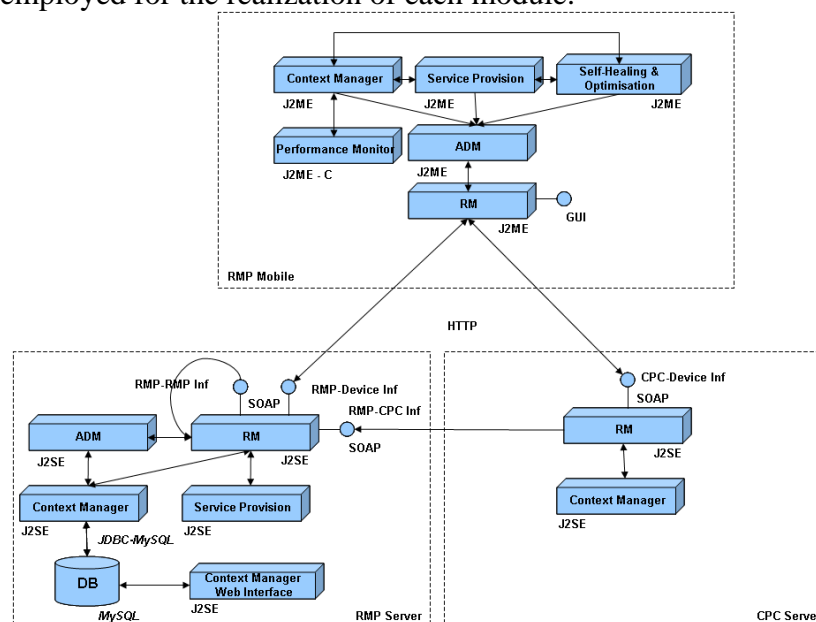 employed for the realization of each module.
Context Manager
Service Provision
Self-Healing &
Optimisation
J2ME
J2ME
J2ME
Performance Monitor
ADM
J2ME - C
J2ME
RM
J2ME
GUI
RMP Mobile
HTTP
RMP-RMP Inf
RMP-Device Inf
CPC-Device Inf
SOAP
SOAP
RMP-CPC Inf
ADM
RM
RM
SOAP
J2SE
J2SE
J2SE
Context Manager
Service Provision
Context Manager
J2SE
J2SE
J2SE
JDBC-MySQL
DB
Context Manager
Web Interface
J2SE
MySQL
RMP Server
CPC Serve